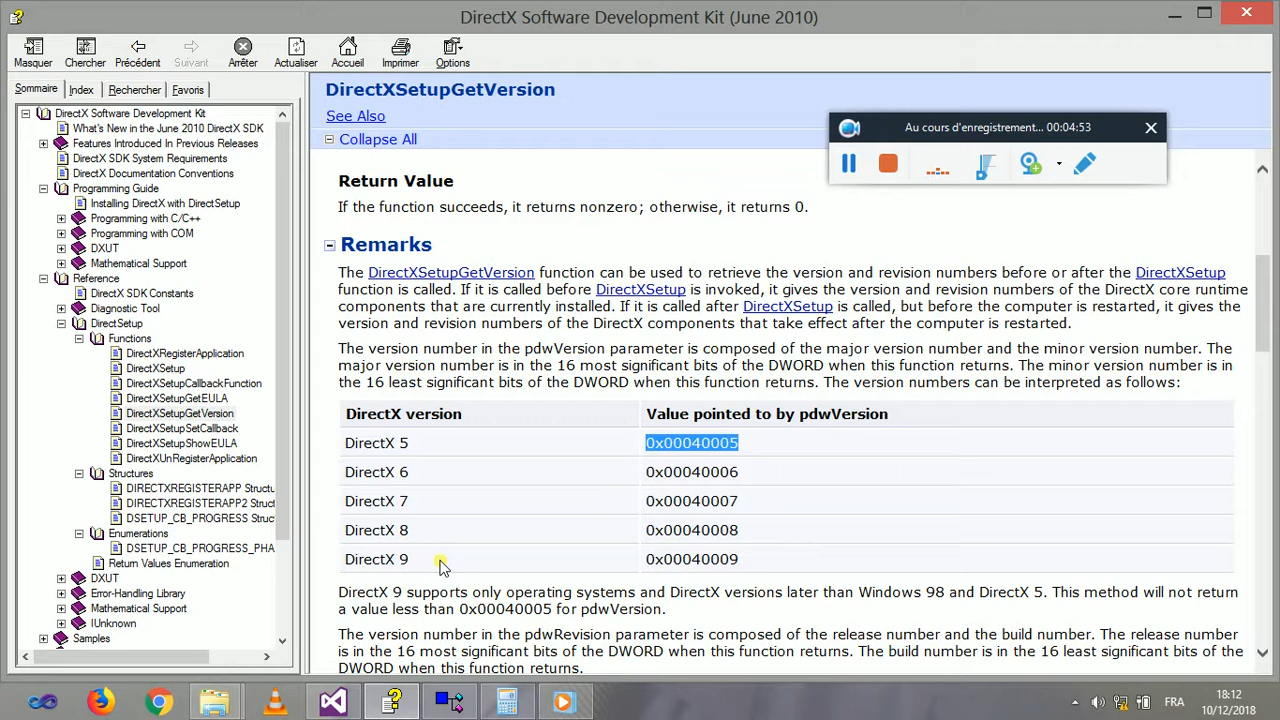 DirectX Software Development Kit (June 2010)
Masquer Chercher Précédent Suivant Arrêter Actualiser Accueil Imprimer Options
Sommaire Index Rechercher Favoris
DirectX Software Development Kit
What's New in the June 2010 DirectX SDK
Features Introduced In Previous Releases
DirectX SDK System Requirements
DirectX Documentation Conventions
Programming Guide
Installing DirectX with DirectSetup
Programming with C/C++
Programming with COM
DXUT
Mathematical Support
Reference
DirectX SDK Constants
Diagnostic Tool
DirectSetup
Functions
DirectXRegisterApplication
DirectXSetup
DirectXSetupCallbackFunction
DirectXSetupGetEULA
DirectXSetupGetVersion
DirectXSetupSetCallback
DirectXSetupShowEULA
DirectXUnRegisterApplication
Structures
DIRECTXREGISTERAPP Structu
DIRECTXREGISTERAPP2 Struct
DSETUP_CB_PROGRESS Struc
Enumerations
DSETUP_CB_PROGRESS_PHA
Return Values Enumeration
DXUT
Error-Handling Library
Mathematical Support
IUnknown
Samples
DirectXSetupGetVersion
See Also
Collapse All
Au cours d'enregistrement... 00:04:53
Return Value
If the function succeeds, it returns nonzero; otherwise, it returns 0.
Remarks
The DirectXSetupGetVersion function can be used to retrieve the version and revision numbers before or after the DirectXSetup
function is called. If it is called before DirectXSetup is invoked, it gives the version and revision numbers of the DirectX core runtime
components that are currently installed. If it is called after DirectXSetup is called, but before the computer is restarted, it gives the
version and revision numbers of the DirectX components that take effect after the computer is restarted.
The version number in the pdwVersion parameter is composed of the major version number and the minor version number. The
major version number is in the 16 most significant bits of the DWORD when this function returns. The minor version number is in
the 16 least significant bits of the DWORD when this function returns. The version numbers can be interpreted as follows:
DirectX version Value pointed to by pdwVersion
DirectX 5 0x00040005
DirectX 6 0x00040006
DirectX 7 0x00040007
DirectX 8 0x00040008
DirectX 9 0x00040009
DirectX 9 supports only operating systems and DirectX versions later than Windows 98 and DirectX 5. This method will not return
a value less than 0x00040005 for pdwVersion.
The version number in the pdwRevision parameter is composed of the release number and the build number. The release number
is in the 16 most significant bits of the DWORD when this function returns. The build number is in the 16 least significant bits of the
DWORD when this function returns.
FRA
18:12
10/12/2018